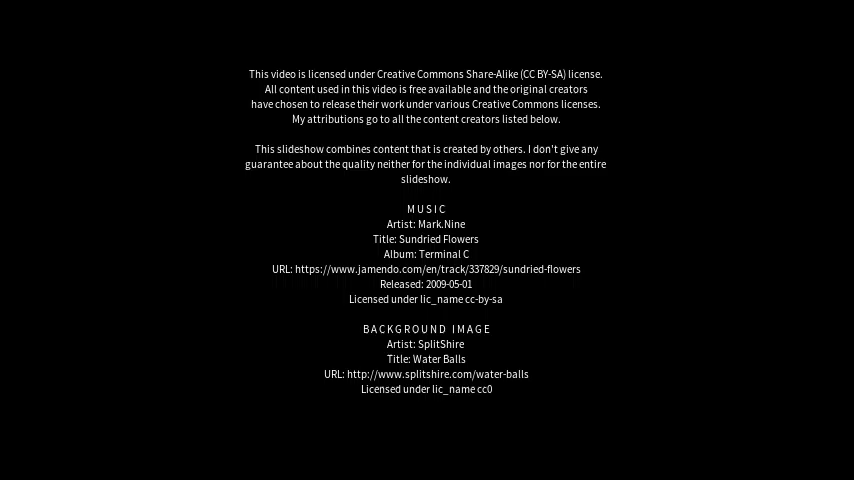 This video is licensed under Creative Commons Share-Alike (CC BY-SA) license.
All content used in this video is free available and the original creators
have chosen to release their work under various Creative Commons licenses.
My attributions go to all the content creators listed below.
This slideshow combines content that is created by others. I don't give any
guarantee about the quality neither for the individual images nor for the entire
slideshow.
MUSIC
Artist: Mark.Nine
Title: Sundried Flowers
Album: Terminal C
URL: https://www.jamendo.com/en/track/337829/sundried-flowers
Released: 2009-05-01
Licensed under lic_name cc-by-sa
BACKGROUND IMAGE
Artist: SplitShire
Title: Water Balls
URL: http://www.splitshire.com/water-balls
Licensed under lic_name cc0